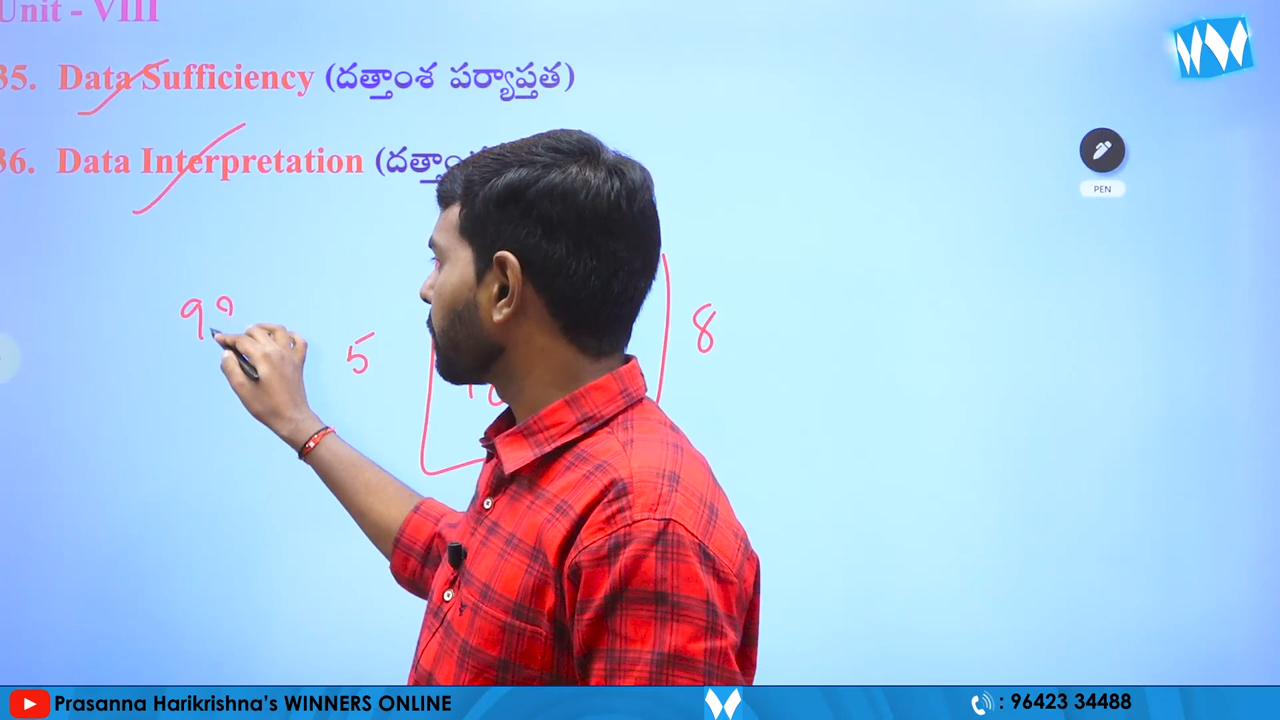 Unit - VIII
35. Data Sufficiency (దత్తాంశ పర్యాప్తత)
36. Data Interpretation (దత్తాం
PEN
99
5
8
Prasanna Harikrishna's WINNERS ONLINE
: 96423 34488